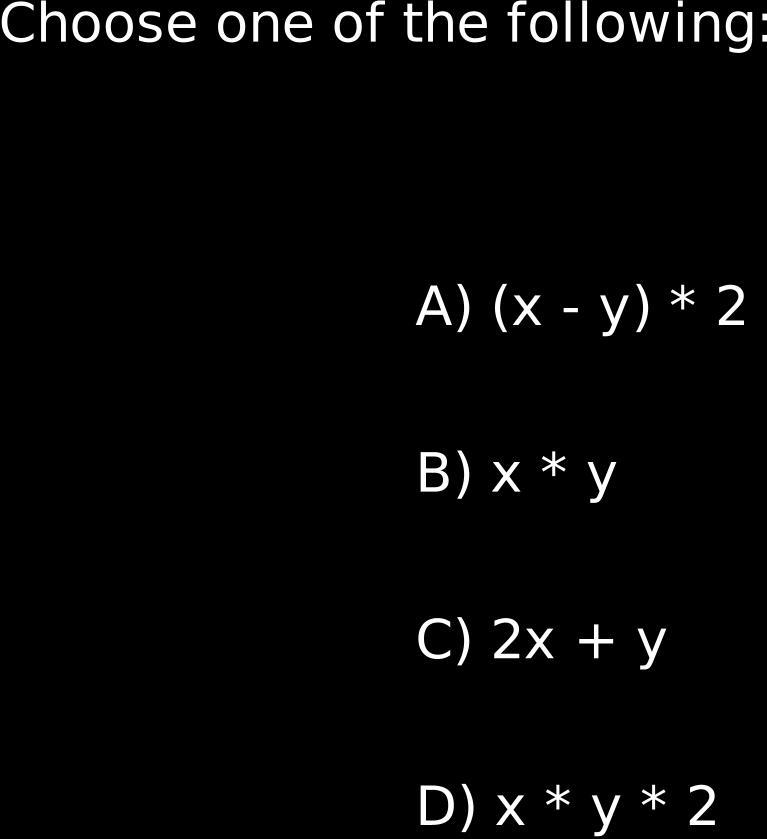 Choose one of the following:
A) (x - y) * 2
B) x * y
C) 2x + y
D) x * y * 2